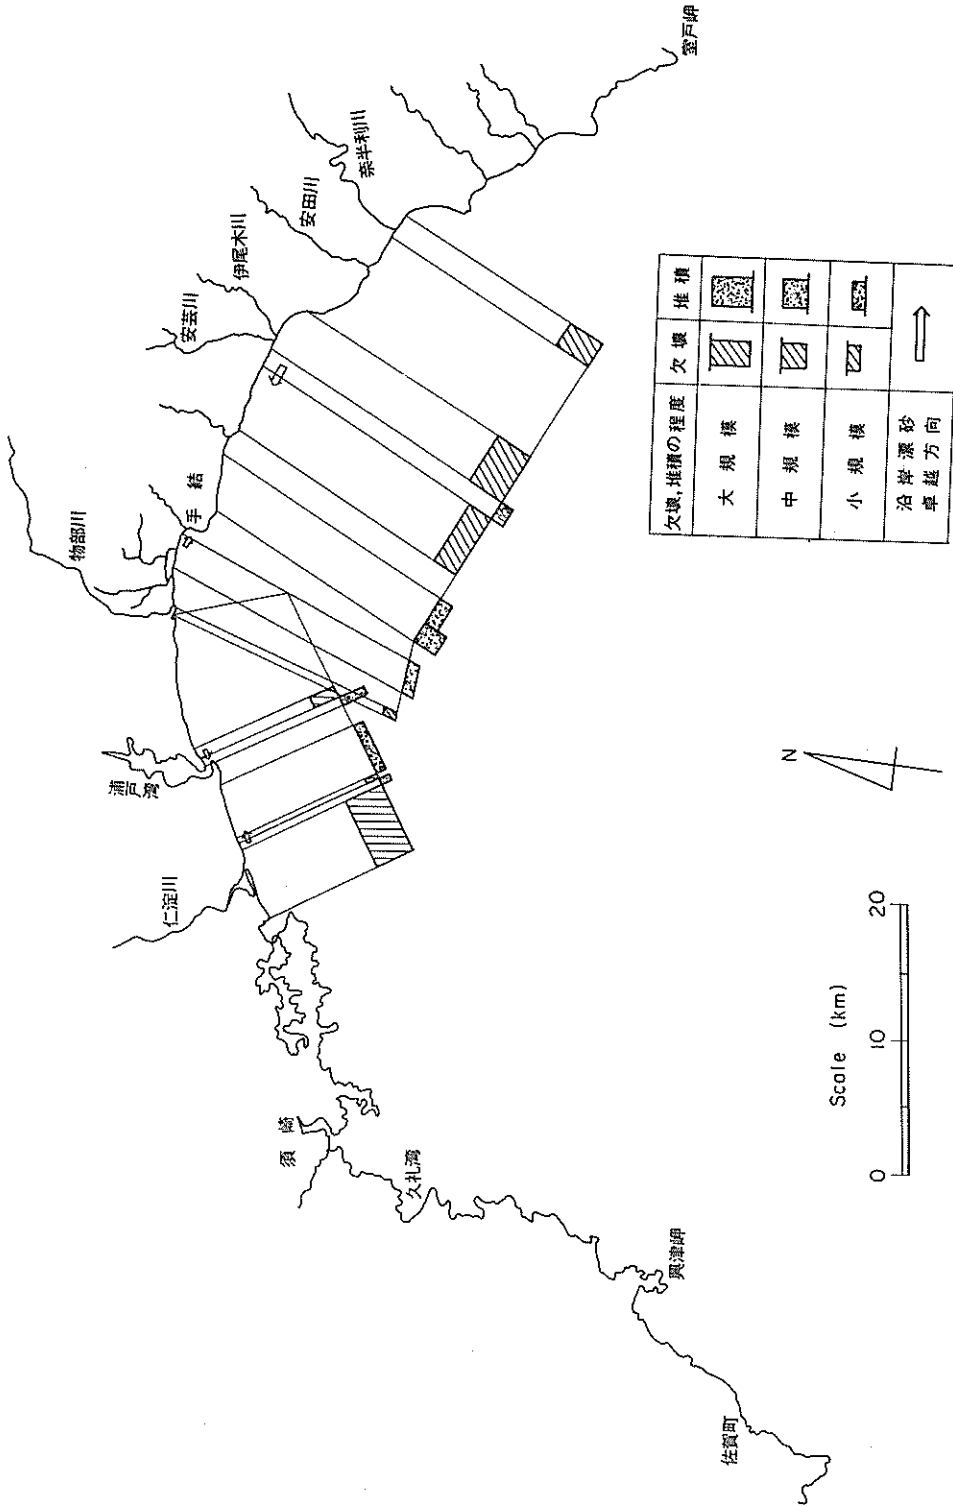 室戸岬
奈半利川
安田川
伊尾木川
安芸川
手結
物部川
浦戸湾
仁淀川
須崎
久礼湾
興津岬
佐賀町
N
Scale (km)
0 10 20
欠壊,堆積の程度 欠壊 堆積
大規模
中規模
小規模
沿岸漂砂
卓越方向